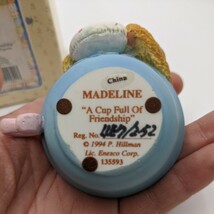 China
MADELINE
"A Cup Full Of
Friendship"
Reg. No.
© 1994 P. Hillman
Lic. Enesco Corp.
135593